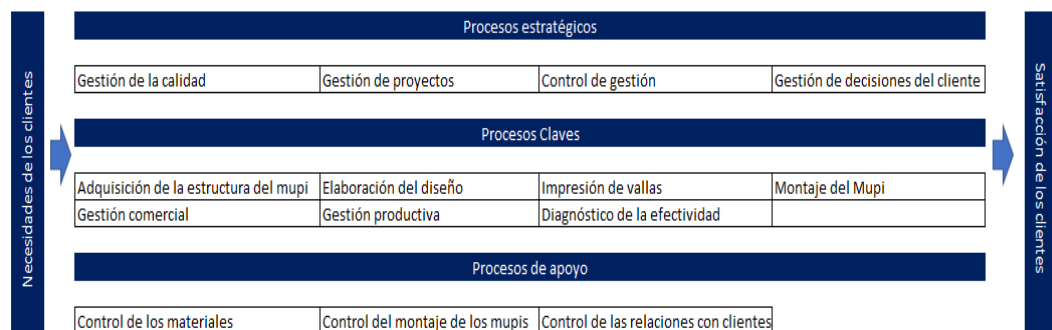 Necesidades de los clientes
Procesos estratégicos
Gestión de la calidad Gestión de proyectos Control de gestión Gestión de decisiones del cliente
Procesos Claves
Adquisición de la estructura del mupi Elaboración del diseño Impresión de vallas Montaje del Mupi
Gestión comercial Gestión productiva Diagnóstico de la efectividad
Procesos de apoyo
Control de los materiales Control del montaje de los mupis Control de las relaciones con clientes
Satisfacción de los clientes